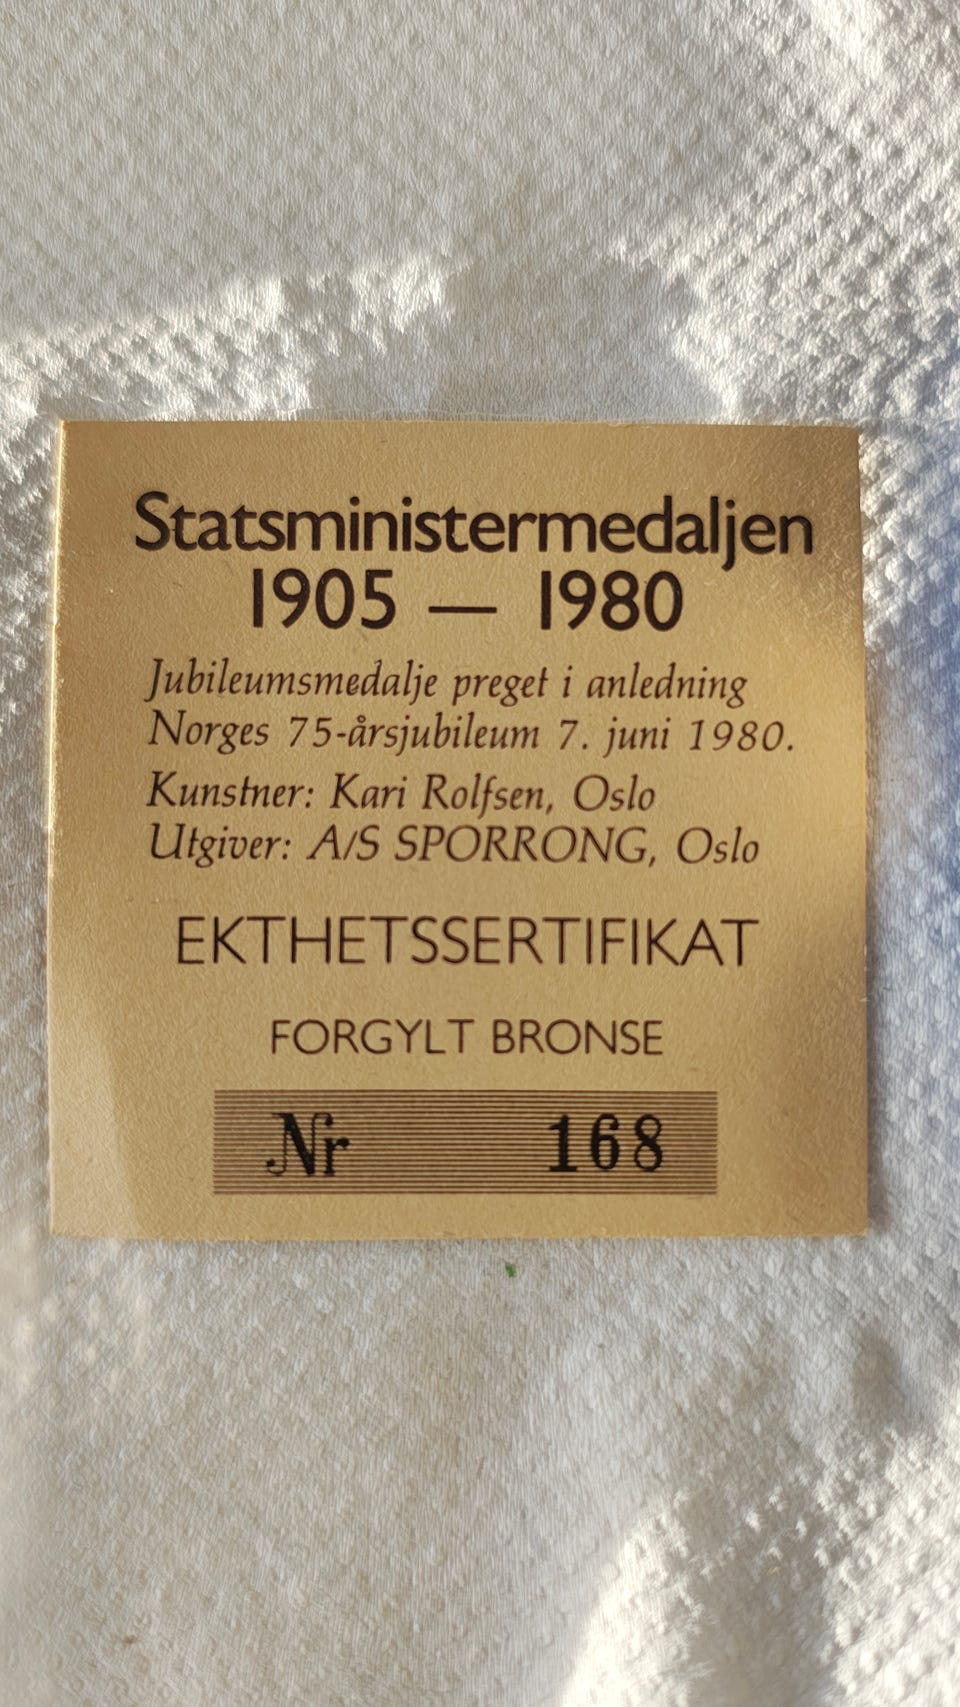 Statsministermedaljen
1905 — 1980
Jubileumsmedalje preget i anledning
Norges 75-årsjubileum 7. juni 1980.
Kunstner: Kari Rolfsen, Oslo
Utgiver: A/S SPORRONG, Oslo
EKTHETSSERTIFIKAT
FORGYLT BRONSE
Nr 168